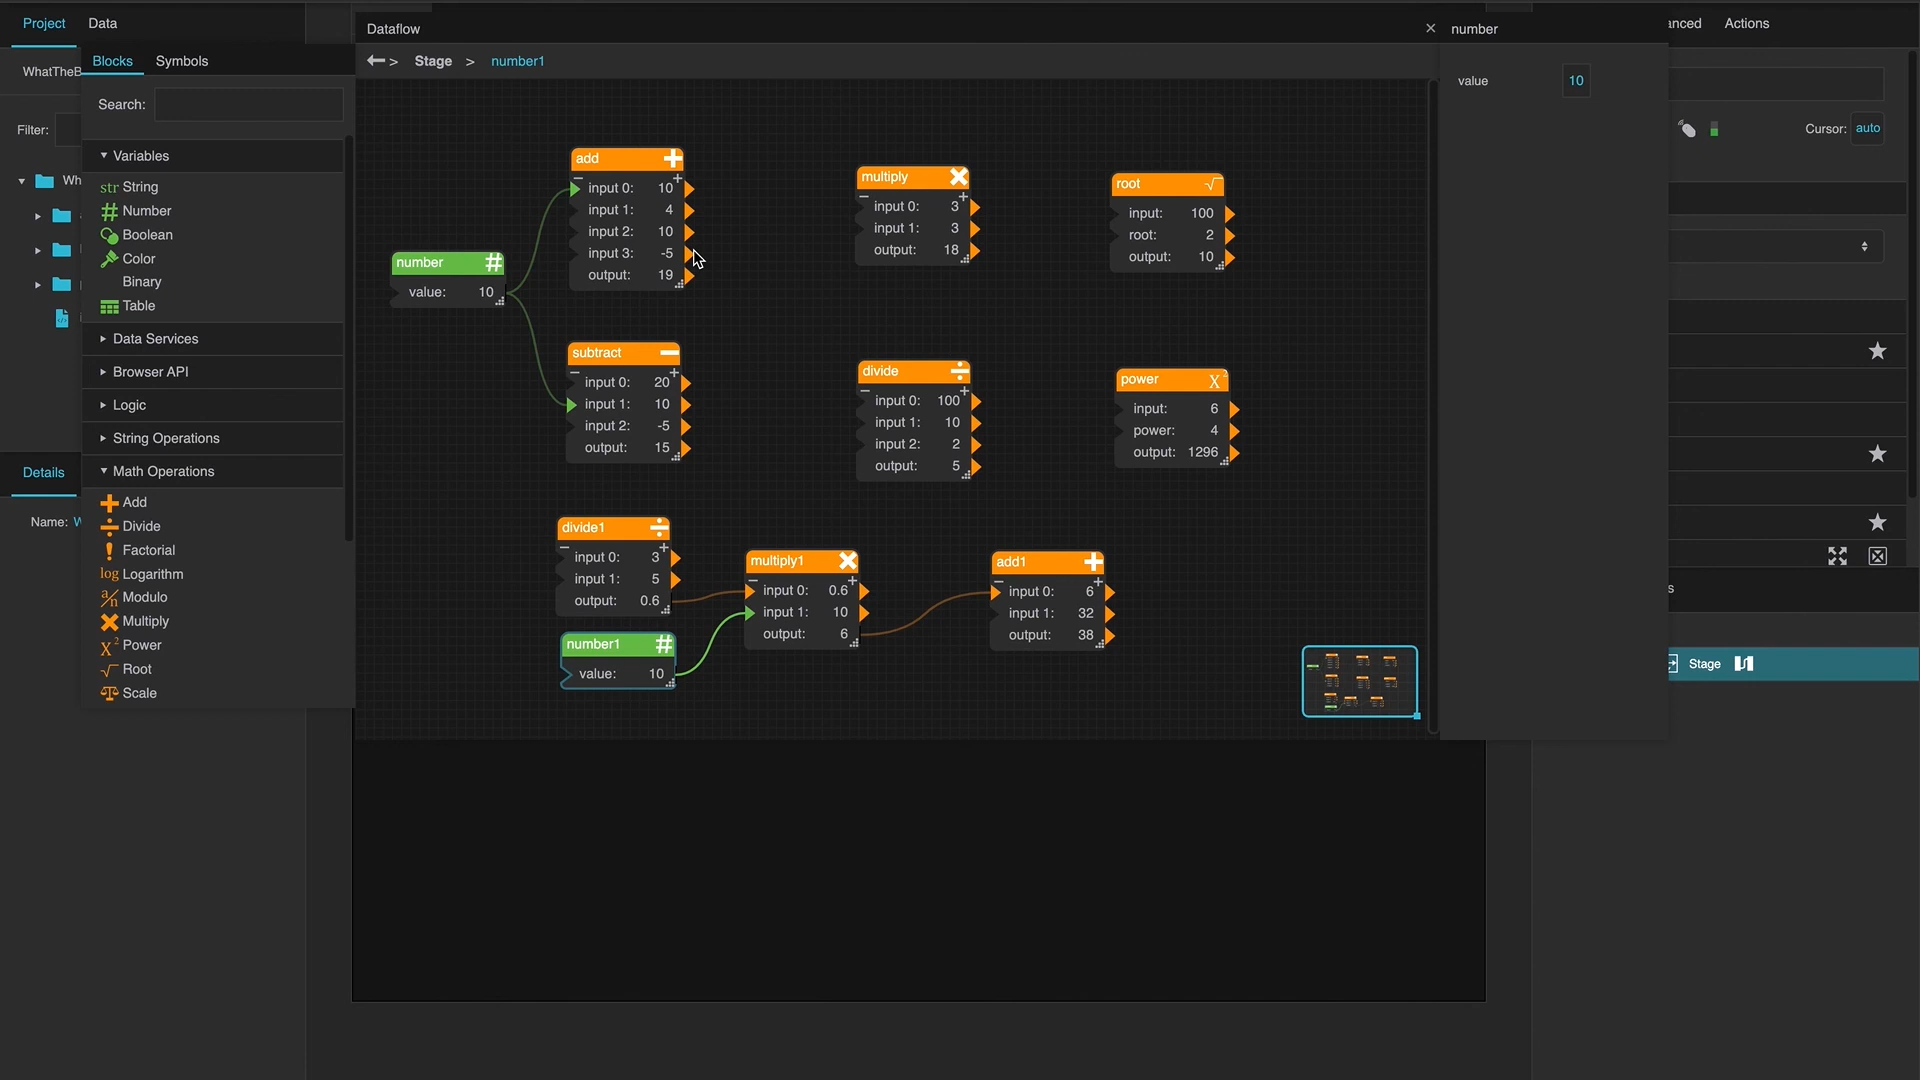 Project
Data
Dataflow
number
anced
Actions
Blocks
Symbols
> Stage > number1
WhatTheB
Search:
value
10
Filter:
Cursor:
auto
Variables
Wh
str String
Number
Boolean
Color
Binary
Table
Data Services
Browser API
Logic
String Operations
Math Operations
Add
Divide
Factorial
log Logarithm
Modulo
Multiply
Power
Root
Scale
Details
Name:
number
value: 10
add
input 0: 10
input 1: 4
input 2: 10
input 3: -5
output: 19
subtract
input 0: 20
input 1: 10
input 2: -5
output: 15
multiply
input 0: 3
input 1: 3
output: 18
divide
input 0: 100
input 1: 10
input 2: 2
output: 5
root
input: 100
root: 2
output: 10
power
input: 6
power: 4
output: 1296
divide1
input 0: 3
input 1: 5
output: 0.6
number1
value: 10
multiply1
input 0: 0.6
input 1: 10
output: 6
add1
input 0: 6
input 1: 32
output: 38
s
Stage